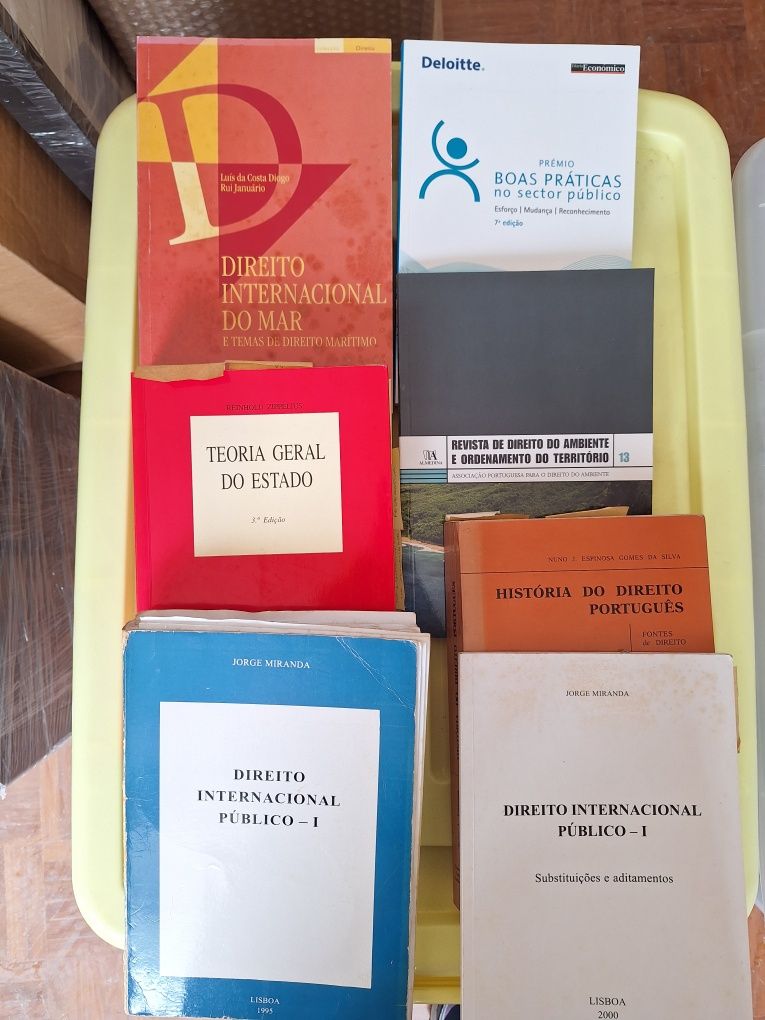 Direito
Luís da Costa Diogo
Rui Januário
DIREITO
INTERNACIONAL
DO MAR
E TEMAS DE DIREITO MARÍTIMO
Deloitte.
Económico
PRÉMIO
BOAS PRÁTICAS
no sector público
Esforço | Mudança | Reconhecimento
7ª edição
REINHOLD ZIPPELIUS
TEORIA GERAL
DO ESTADO
3.ª Edição
ALMEDINA
REVISTA DE DIREITO DO AMBIENTE
E ORDENAMENTO DO TERRITÓRIO
13
ASSOCIAÇÃO PORTUGUESA PARA O DIREITO DO AMBIENTE
NUNO J. ESPINOSA GOMES DA SILVA
HISTÓRIA DO DIREITO
PORTUGUÊS
FONTES
de DIREITO
JORGE MIRANDA
DIREITO
INTERNACIONAL
PÚBLICO – I
LISBOA
1995
JORGE MIRANDA
DIREITO INTERNACIONAL
PÚBLICO – I
Substituições e aditamentos
LISBOA
2000